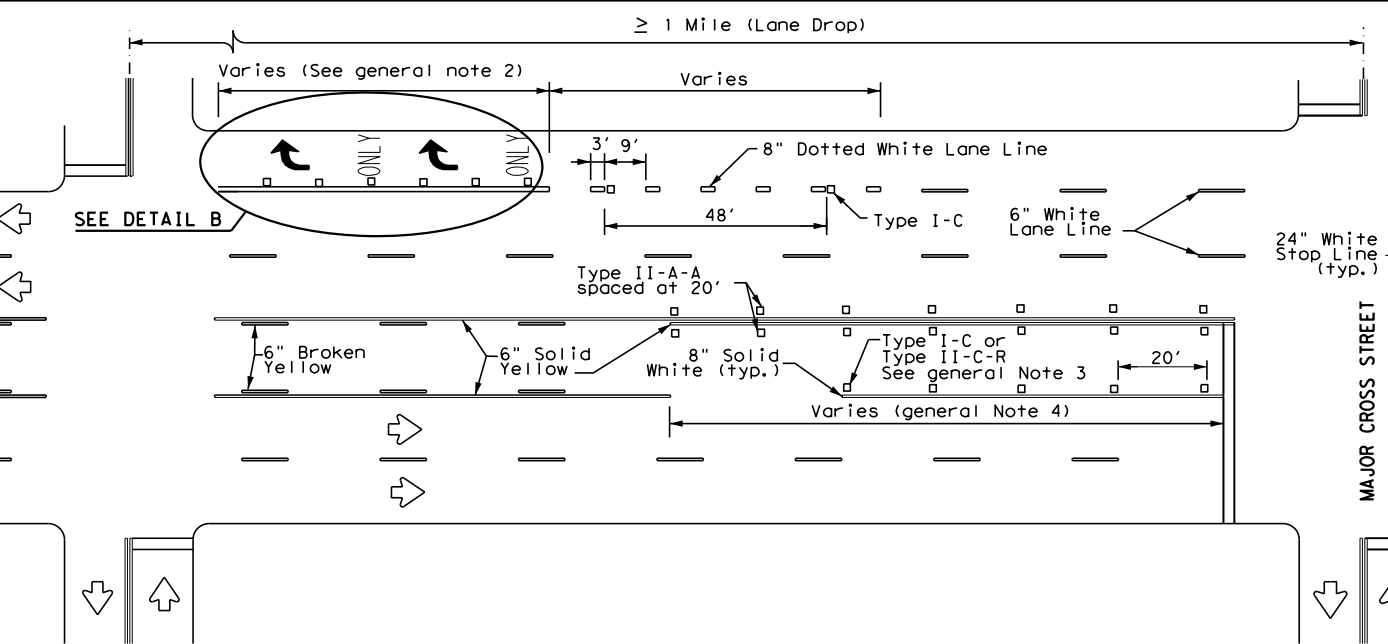 ≥ 1 Mile (Lane Drop)
Varies (See general note 2)
Varies
ONLY
ONLY
3' 9'
8" Dotted White Lane Line
SEE DETAIL B
48'
Type I-C
6" White
Lane Line
24" White
Stop Line
(typ.)
Type II-A-A
spaced at 20'
6" Broken
Yellow
6" Solid
Yellow
8" Solid
White (typ.)
Type I-C or
Type II-C-R
See general Note 3
20'
Varies (general Note 4)
MAJOR CROSS STREET